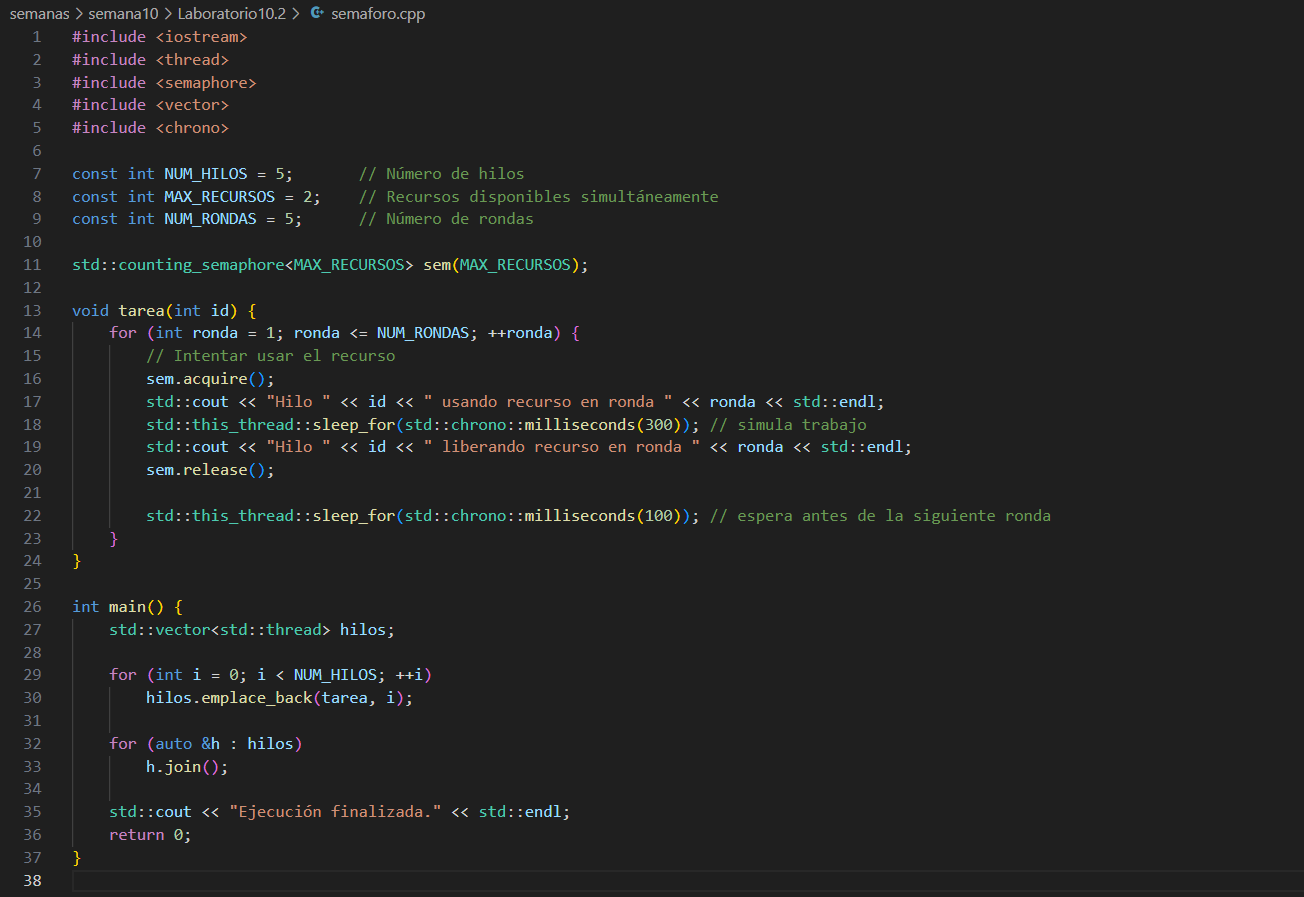 semanas > semana10 > Laboratorio10.2 > semaforo.cpp
1 #include <iostream>
2 #include <thread>
3 #include <semaphore>
4 #include <vector>
5 #include <chrono>
6
7 const int NUM_HILOS = 5;       // Número de hilos
8 const int MAX_RECURSOS = 2;    // Recursos disponibles simultáneamente
9 const int NUM_RONDAS = 5;      // Número de rondas
10
11 std::counting_semaphore<MAX_RECURSOS> sem(MAX_RECURSOS);
12
13 void tarea(int id) {
14     for (int ronda = 1; ronda <= NUM_RONDAS; ++ronda) {
15         // Intentar usar el recurso
16         sem.acquire();
17         std::cout << "Hilo " << id << " usando recurso en ronda " << ronda << std::endl;
18         std::this_thread::sleep_for(std::chrono::milliseconds(300)); // simula trabajo
19         std::cout << "Hilo " << id << " liberando recurso en ronda " << ronda << std::endl;
20         sem.release();
21
22         std::this_thread::sleep_for(std::chrono::milliseconds(100)); // espera antes de la siguiente ronda
23     }
24 }
25
26 int main() {
27     std::vector<std::thread> hilos;
28
29     for (int i = 0; i < NUM_HILOS; ++i)
30         hilos.emplace_back(tarea, i);
31
32     for (auto &h : hilos)
33         h.join();
34
35     std::cout << "Ejecución finalizada." << std::endl;
36     return 0;
37 }
38